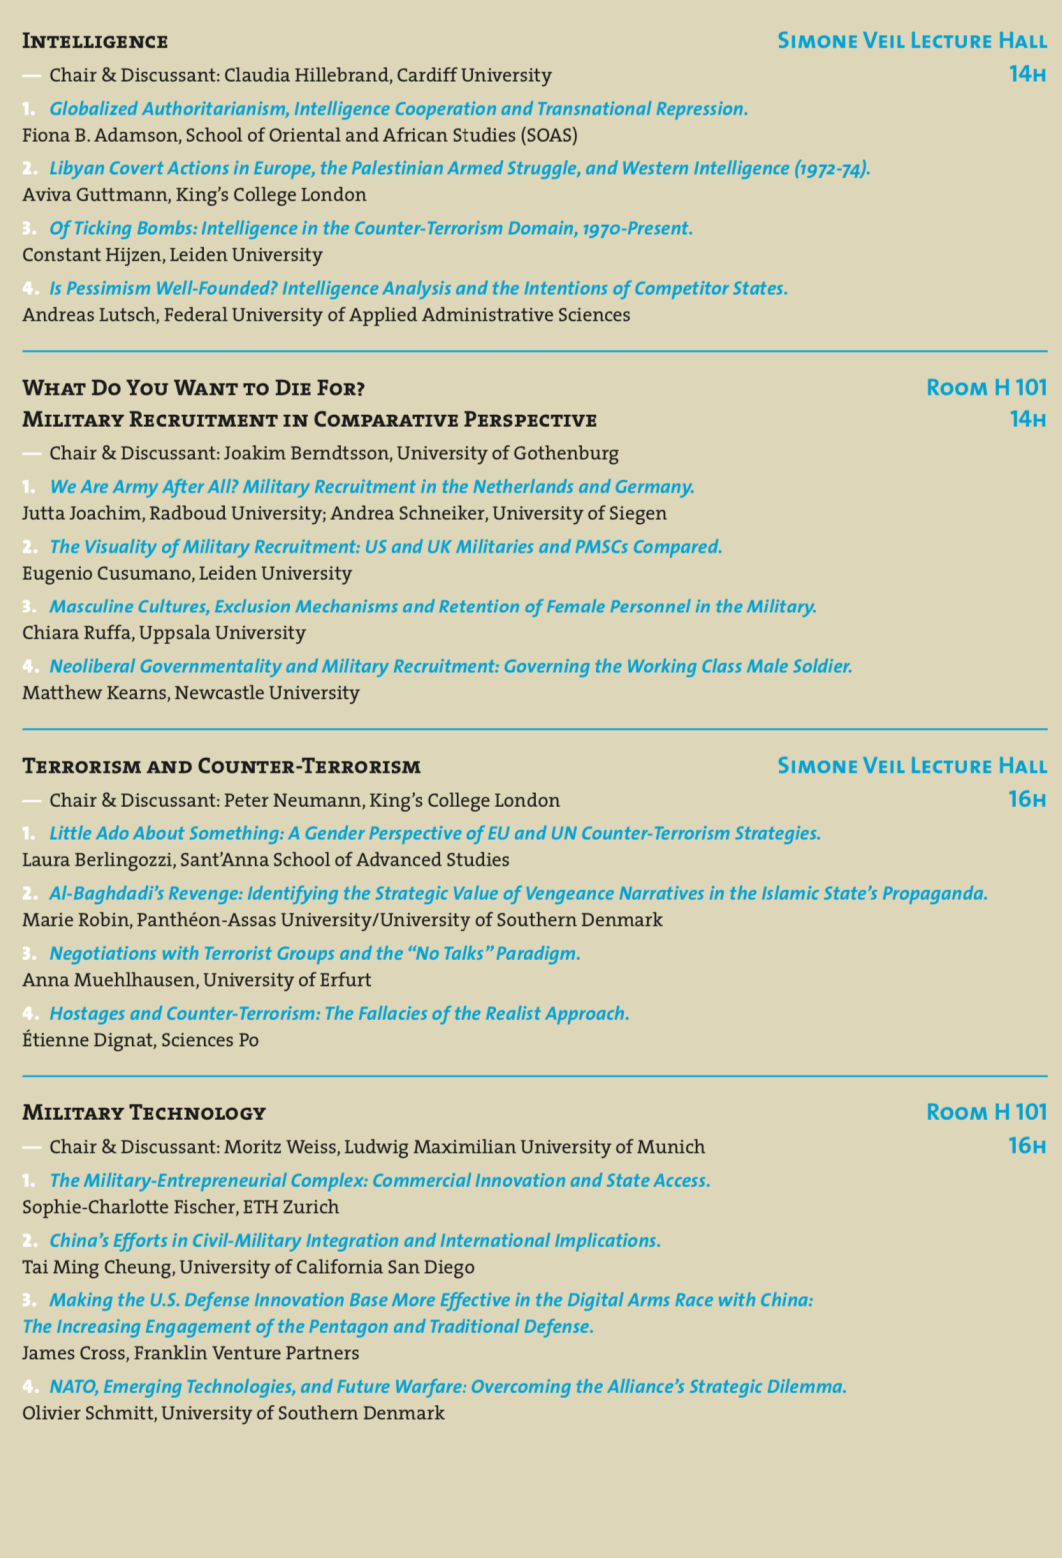 Intelligence
Simone Veil Lecture Hall
— Chair & Discussant: Claudia Hillebrand, Cardiff University
14h
1. Globalized Authoritarianism, Intelligence Cooperation and Transnational Repression.
Fiona B. Adamson, School of Oriental and African Studies (SOAS)
2. Libyan Covert Actions in Europe, the Palestinian Armed Struggle, and Western Intelligence (1972-74).
Aviva Guttmann, King’s College London
3. Of Ticking Bombs: Intelligence in the Counter-Terrorism Domain, 1970-Present.
Constant Hijzen, Leiden University
4. Is Pessimism Well-Founded? Intelligence Analysis and the Intentions of Competitor States.
Andreas Lutsch, Federal University of Applied Administrative Sciences
What Do You Want to Die For?
Room H 101
Military Recruitment in Comparative Perspective
14h
— Chair & Discussant: Joakim Berndtsson, University of Gothenburg
1. We Are Army After All? Military Recruitment in the Netherlands and Germany.
Jutta Joachim, Radboud University; Andrea Schneiker, University of Siegen
2. The Visuality of Military Recruitment: US and UK Militaries and PMSCs Compared.
Eugenio Cusumano, Leiden University
3. Masculine Cultures, Exclusion Mechanisms and Retention of Female Personnel in the Military.
Chiara Ruffa, Uppsala University
4. Neoliberal Governmentality and Military Recruitment: Governing the Working Class Male Soldier.
Matthew Kearns, Newcastle University
Terrorism and Counter-Terrorism
Simone Veil Lecture Hall
— Chair & Discussant: Peter Neumann, King’s College London
16h
1. Little Ado About Something: A Gender Perspective of EU and UN Counter-Terrorism Strategies.
Laura Berlingozzi, Sant’Anna School of Advanced Studies
2. Al-Baghdadi’s Revenge: Identifying the Strategic Value of Vengeance Narratives in the Islamic State’s Propaganda.
Marie Robin, Panthéon-Assas University/University of Southern Denmark
3. Negotiations with Terrorist Groups and the “No Talks” Paradigm.
Anna Muehlhausen, University of Erfurt
4. Hostages and Counter-Terrorism: The Fallacies of the Realist Approach.
Étienne Dignat, Sciences Po
Military Technology
Room H 101
— Chair & Discussant: Moritz Weiss, Ludwig Maximilian University of Munich
16h
1. The Military-Entrepreneurial Complex: Commercial Innovation and State Access.
Sophie-Charlotte Fischer, ETH Zurich
2. China’s Efforts in Civil-Military Integration and International Implications.
Tai Ming Cheung, University of California San Diego
3. Making the U.S. Defense Innovation Base More Effective in the Digital Arms Race with China:
The Increasing Engagement of the Pentagon and Traditional Defense.
James Cross, Franklin Venture Partners
4. NATO, Emerging Technologies, and Future Warfare: Overcoming the Alliance’s Strategic Dilemma.
Olivier Schmitt, University of Southern Denmark